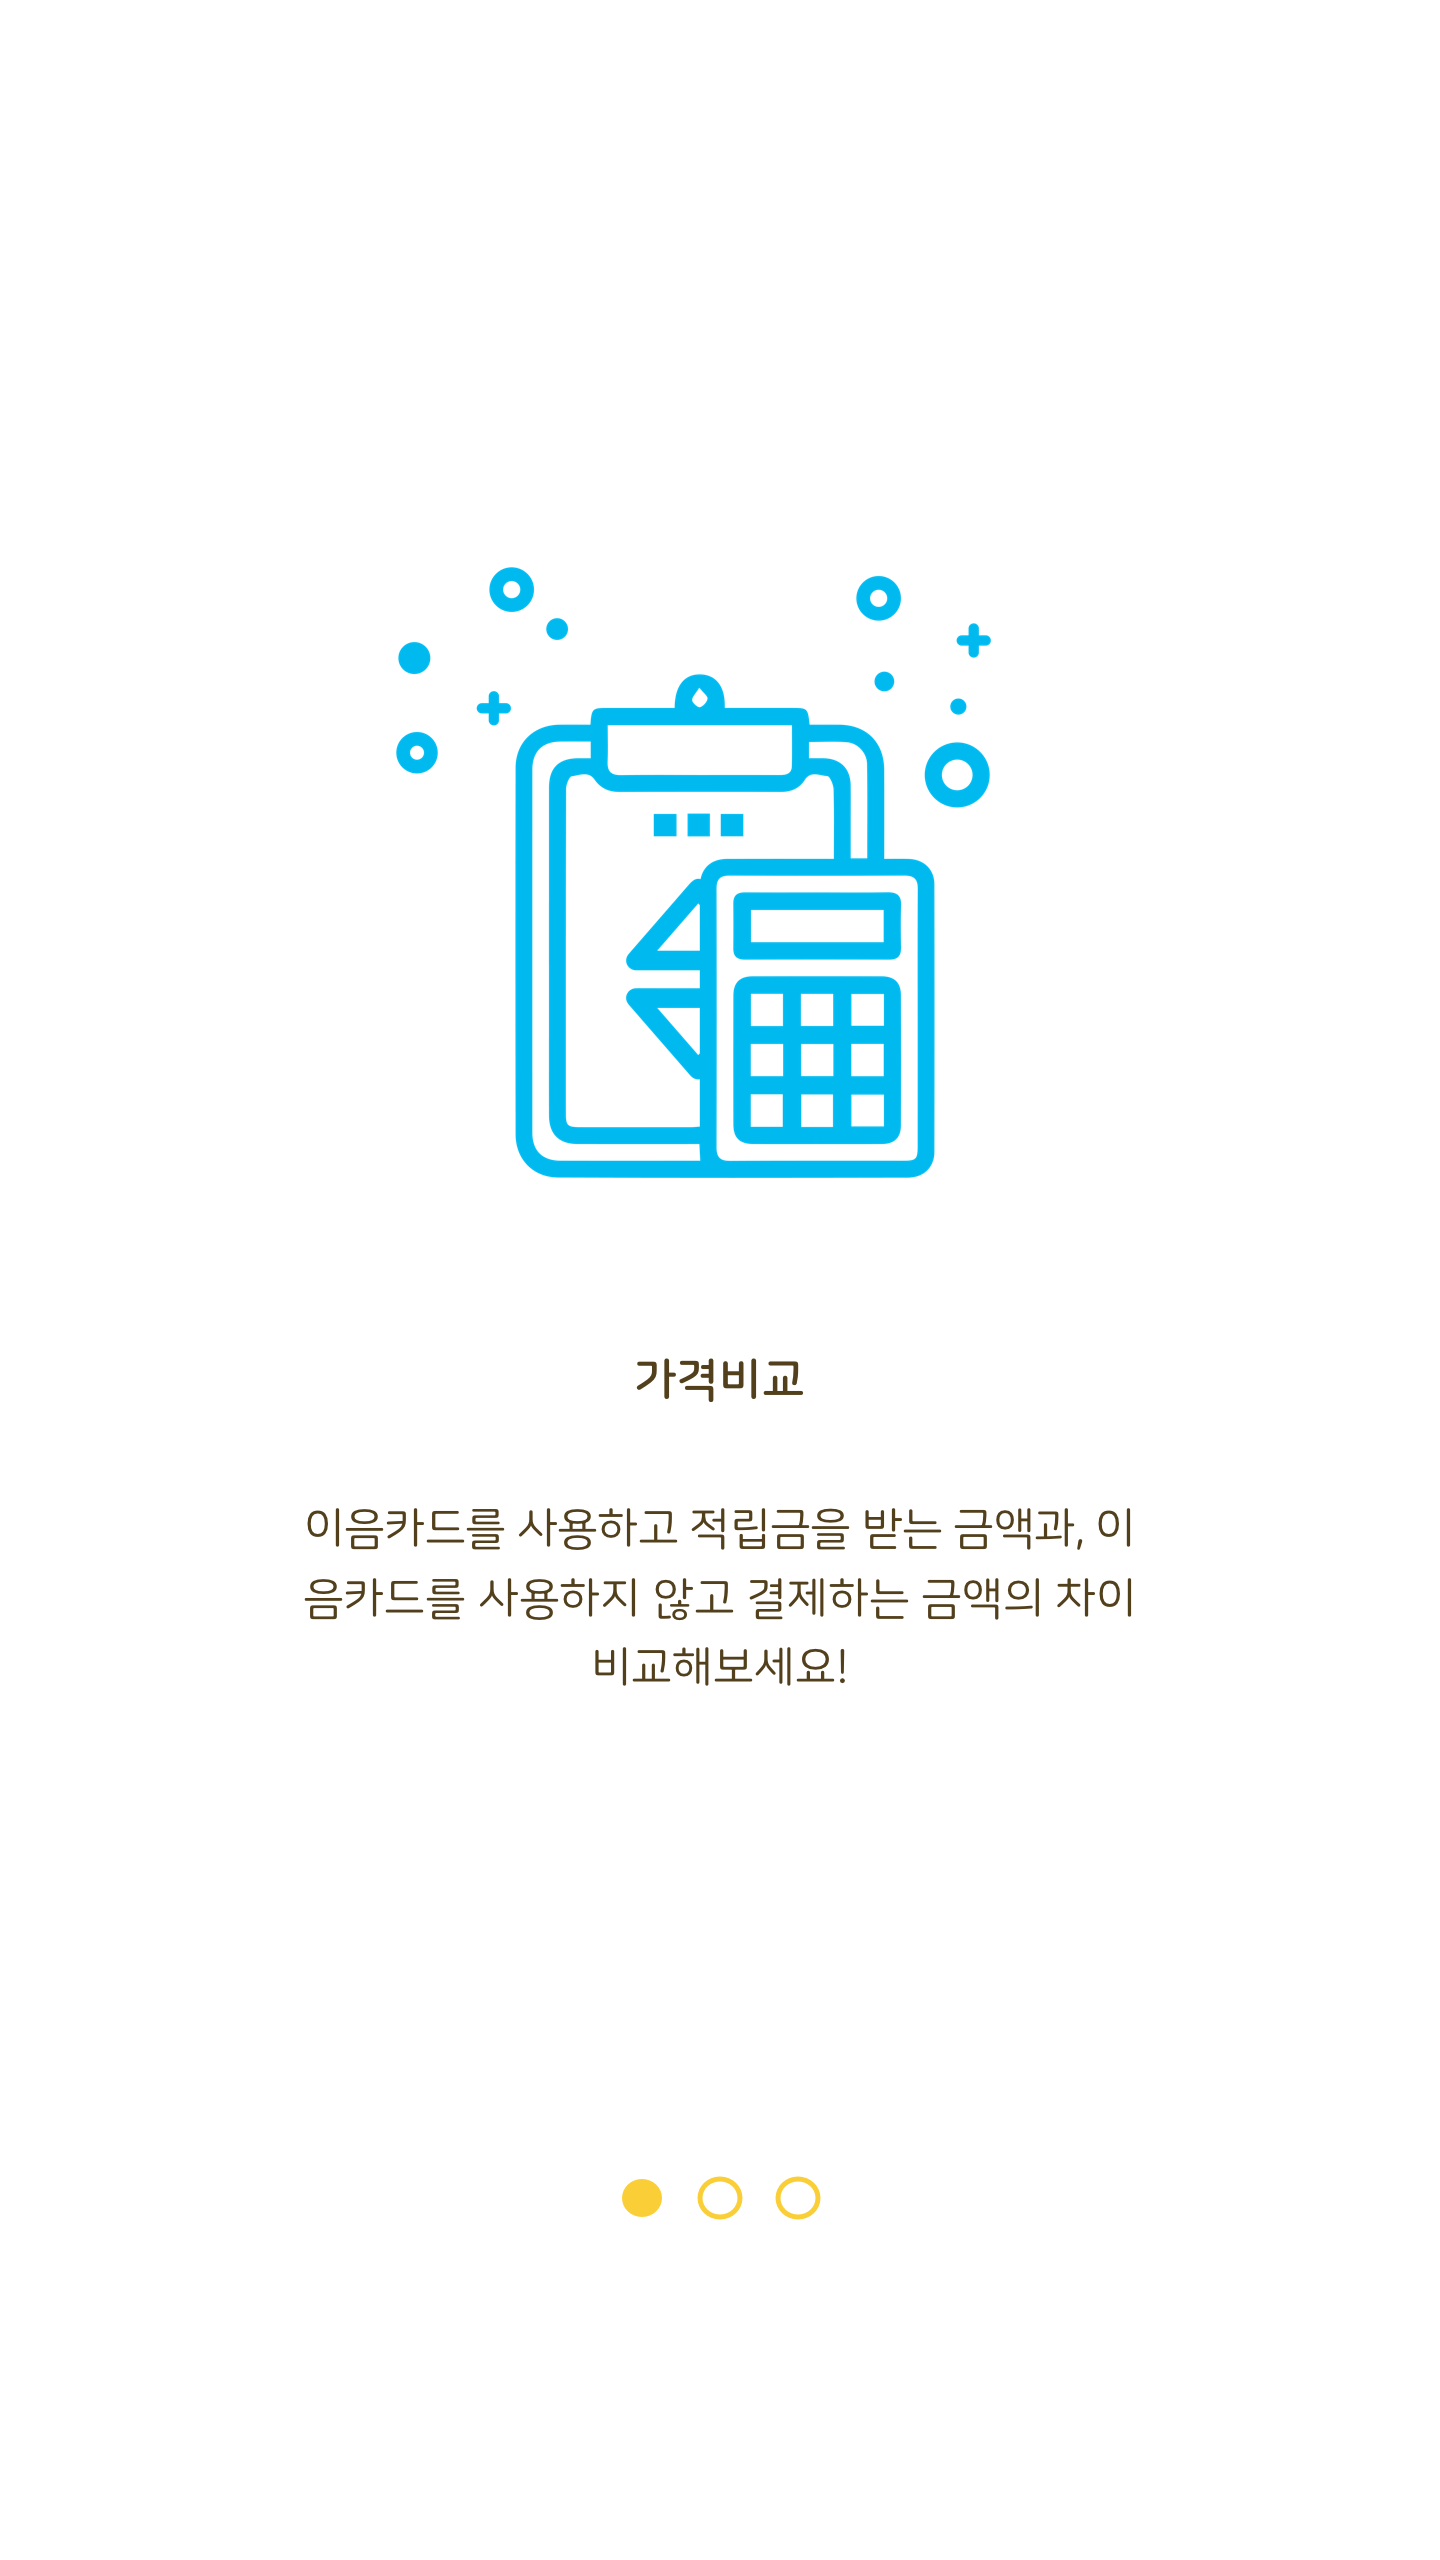 가격비교
이음카드를 사용하고 적립금을 받는 금액과, 이
음카드를 사용하지 않고 결제하는 금액의 차이
비교해보세요!